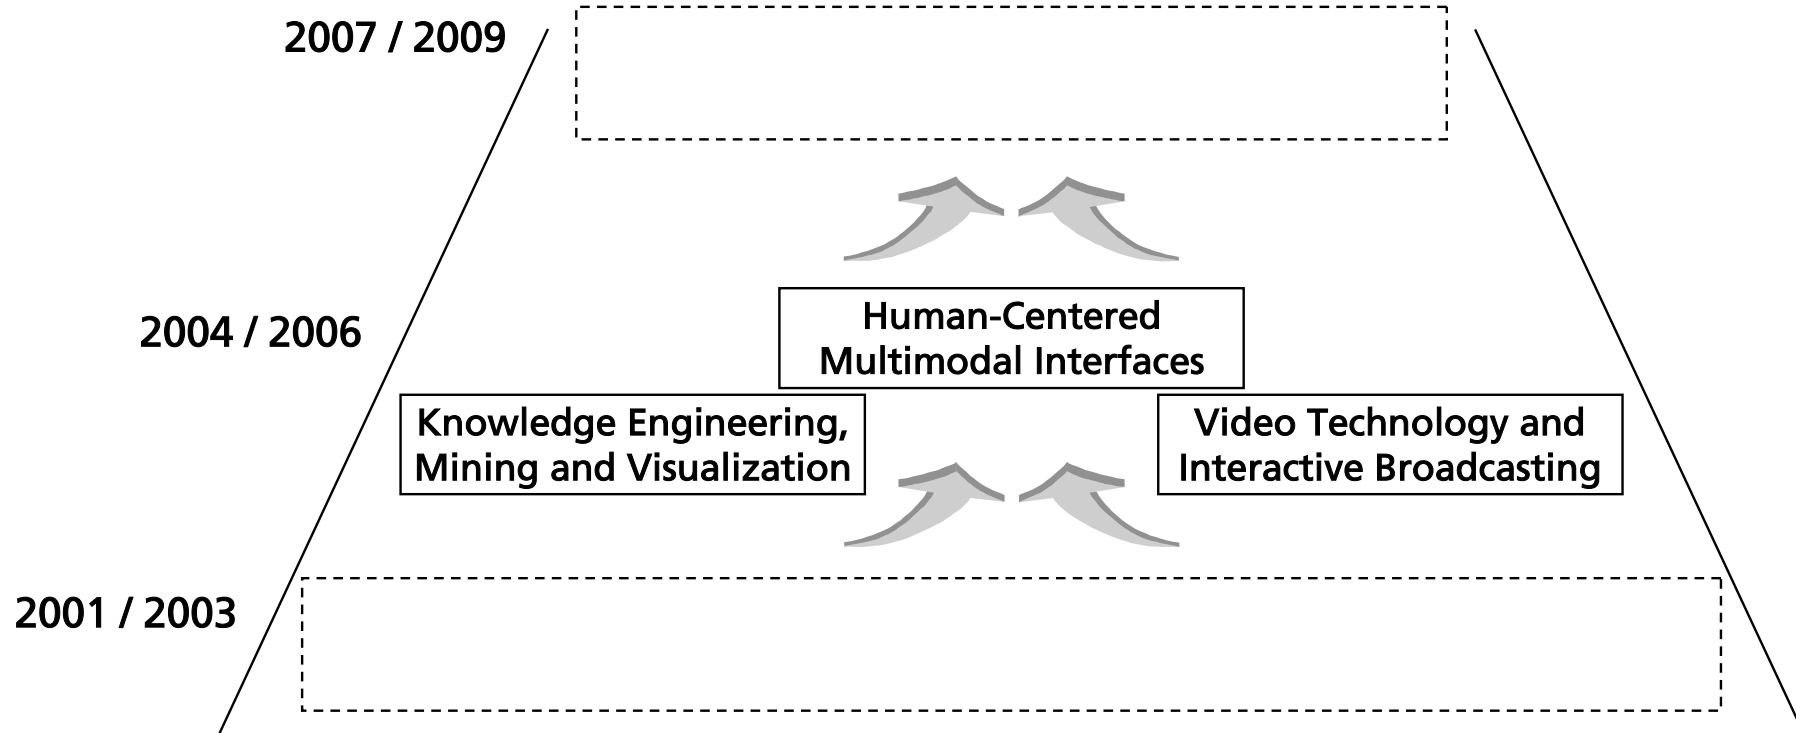 2007 / 2009
2004 / 2006
Human-Centered
Multimodal Interfaces
Knowledge Engineering,
Mining and Visualization
Video Technology and
Interactive Broadcasting
2001 / 2003